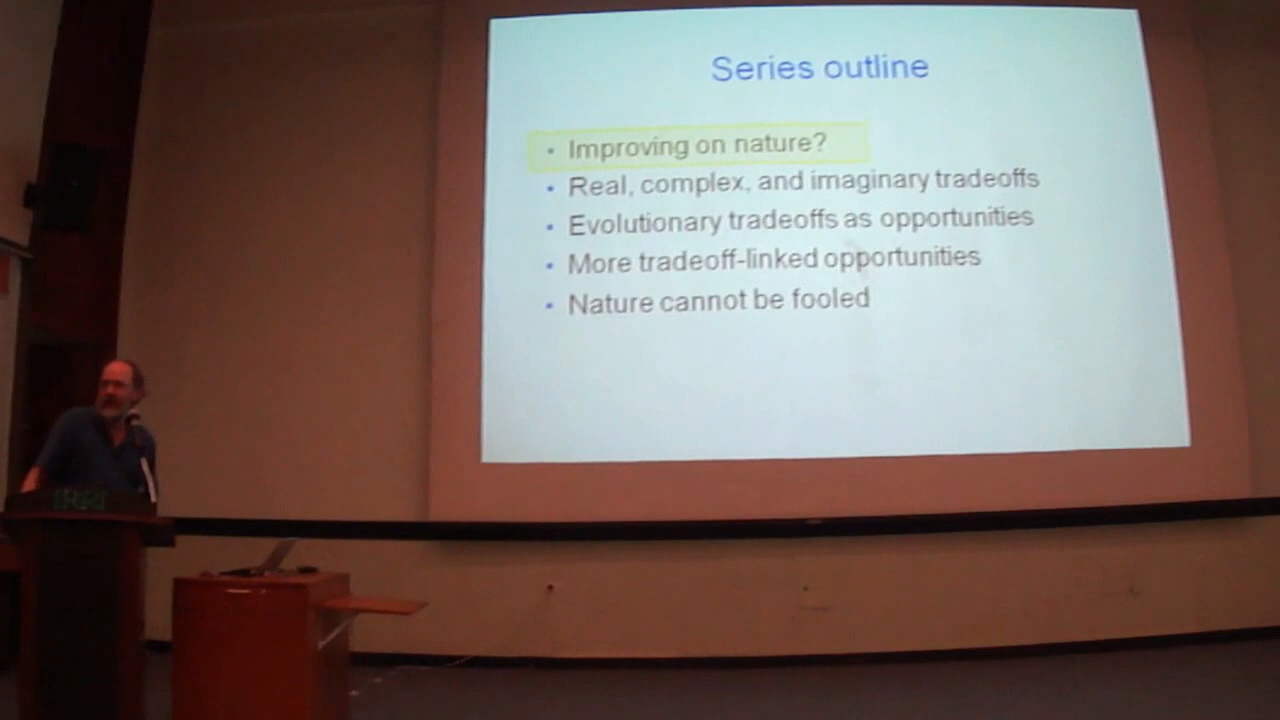 Series outline
• Improving on nature?
• Real, complex, and imaginary tradeoffs
• Evolutionary tradeoffs as opportunities
• More tradeoff-linked opportunities
• Nature cannot be fooled
IRRI